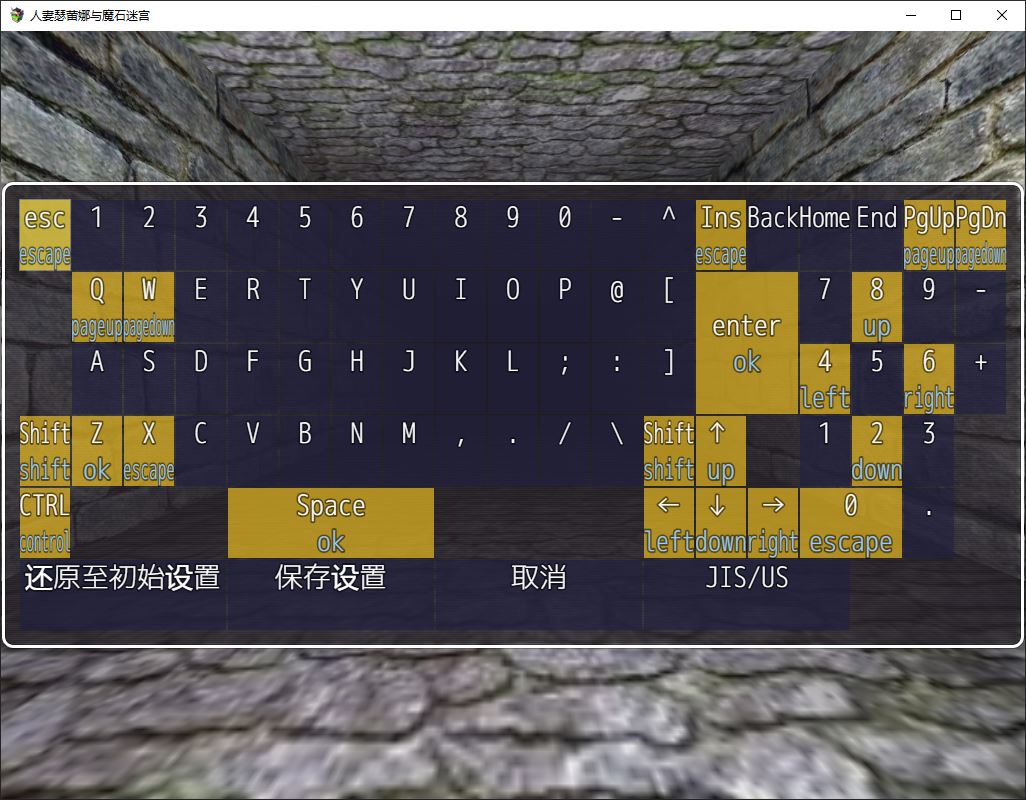 人妻瑟茜娜与魔石迷宫
esc 1 2 3 4 5 6 7 8 9 0 - ^ Ins Back Home End PgUp PgDn
escape escape pageup pagedown
Q W E R T Y U I O P @ [ enter 7 8 9 -
pageup pagedown ok up
A S D F G H J K L ; : ] 4 5 6 +
left right
Shift Z X C V B N M , . / \ Shift ↑ 1 2 3
shift ok escape shift up down
CTRL Space ← ↓ → 0 .
control ok left down right escape
还原至初始设置 保存设置 取消 JIS/US